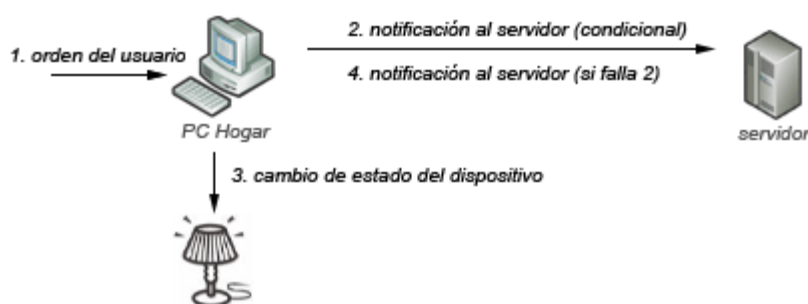 1. orden del usuario
2. notificación al servidor (condicional)
4. notificación al servidor (si falla 2)
PC Hogar
servidor
3. cambio de estado del dispositivo